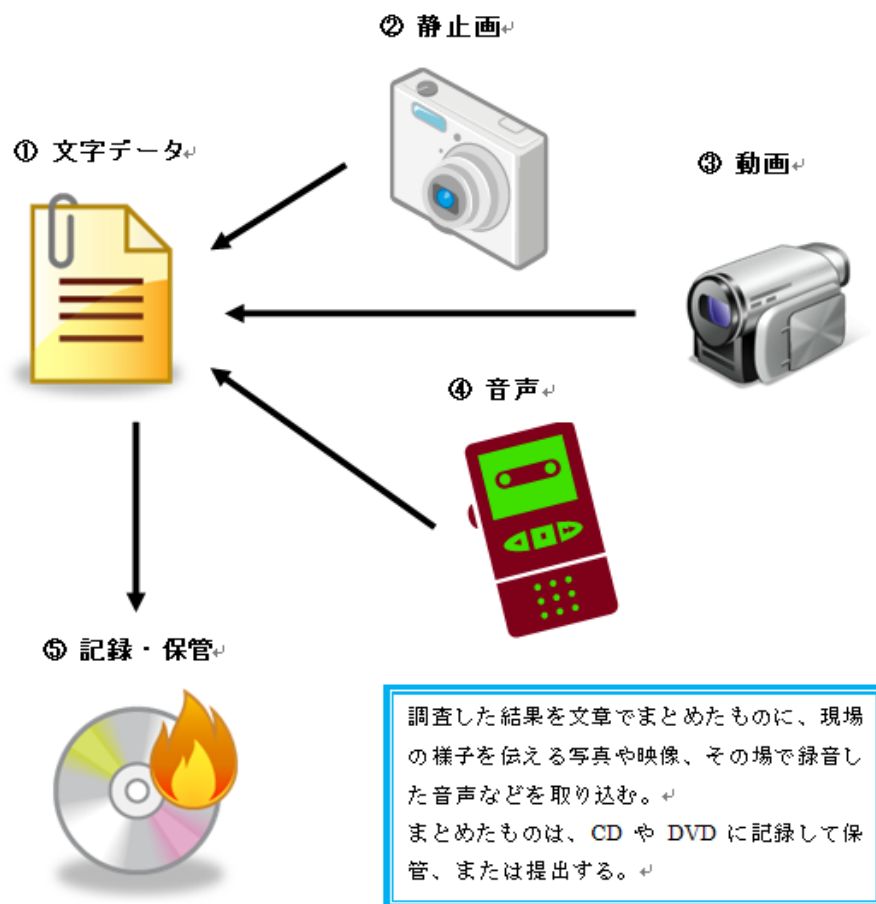 ② 静止画
① 文字データ
③ 動画
④ 音声
⑤ 記録・保管
調査した結果を文章でまとめたものに、現場
の様子を伝える写真や映像、その場で録音し
た音声などを取り込む。
まとめたものは、CD や DVD に記録して保
管、または提出する。